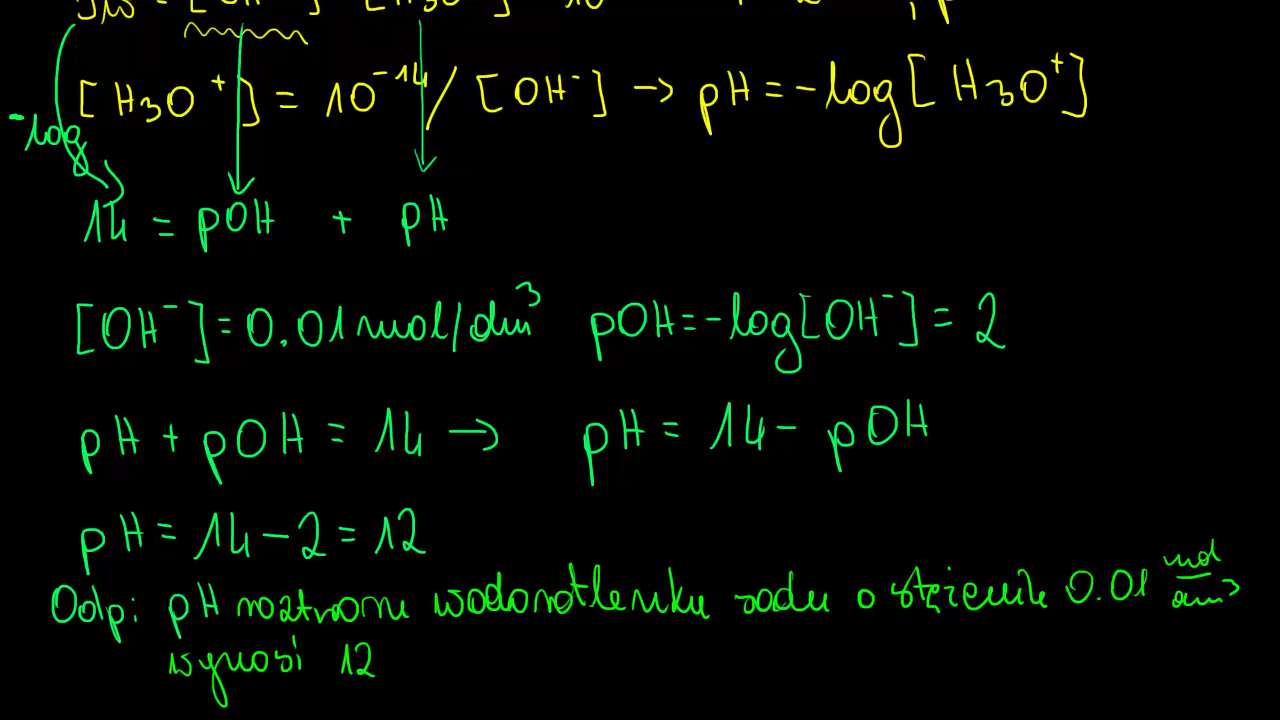 [H3O⁺] = 10⁻¹⁴/[OH⁻] → pH = -log[H3O⁺]
-log
14 = pOH + pH
[OH⁻] = 0.01 mol/dm³ pOH = -log[OH⁻] = 2
pH + pOH = 14 → pH = 14 - pOH
pH = 14 - 2 = 12
Odp: pH roztworu wodorotlenku sodu o stężeniu 0.01 mol/dm³
wynosi 12